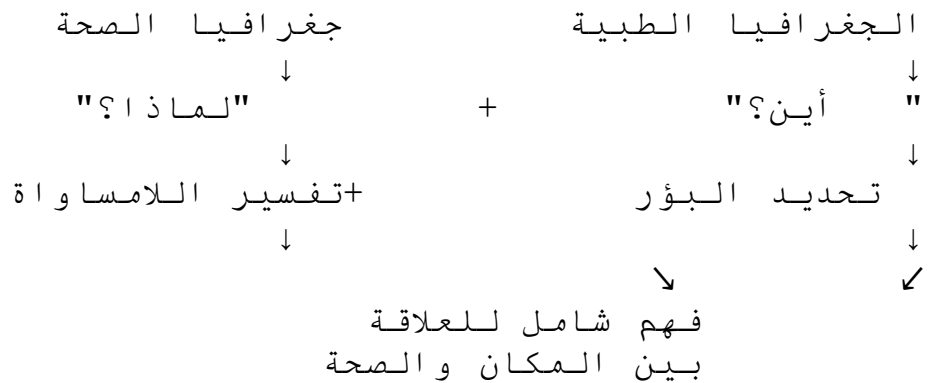 الجغرافيا الطبية جغرافيا الصحة
↓ ↓
" أين؟" + "لماذا؟"
↓ ↓
تحديد البؤر +تفسير اللامساواة
↓ ↓
↙ ↘
فهم شامل للعلاقة
بين المكان والصحة